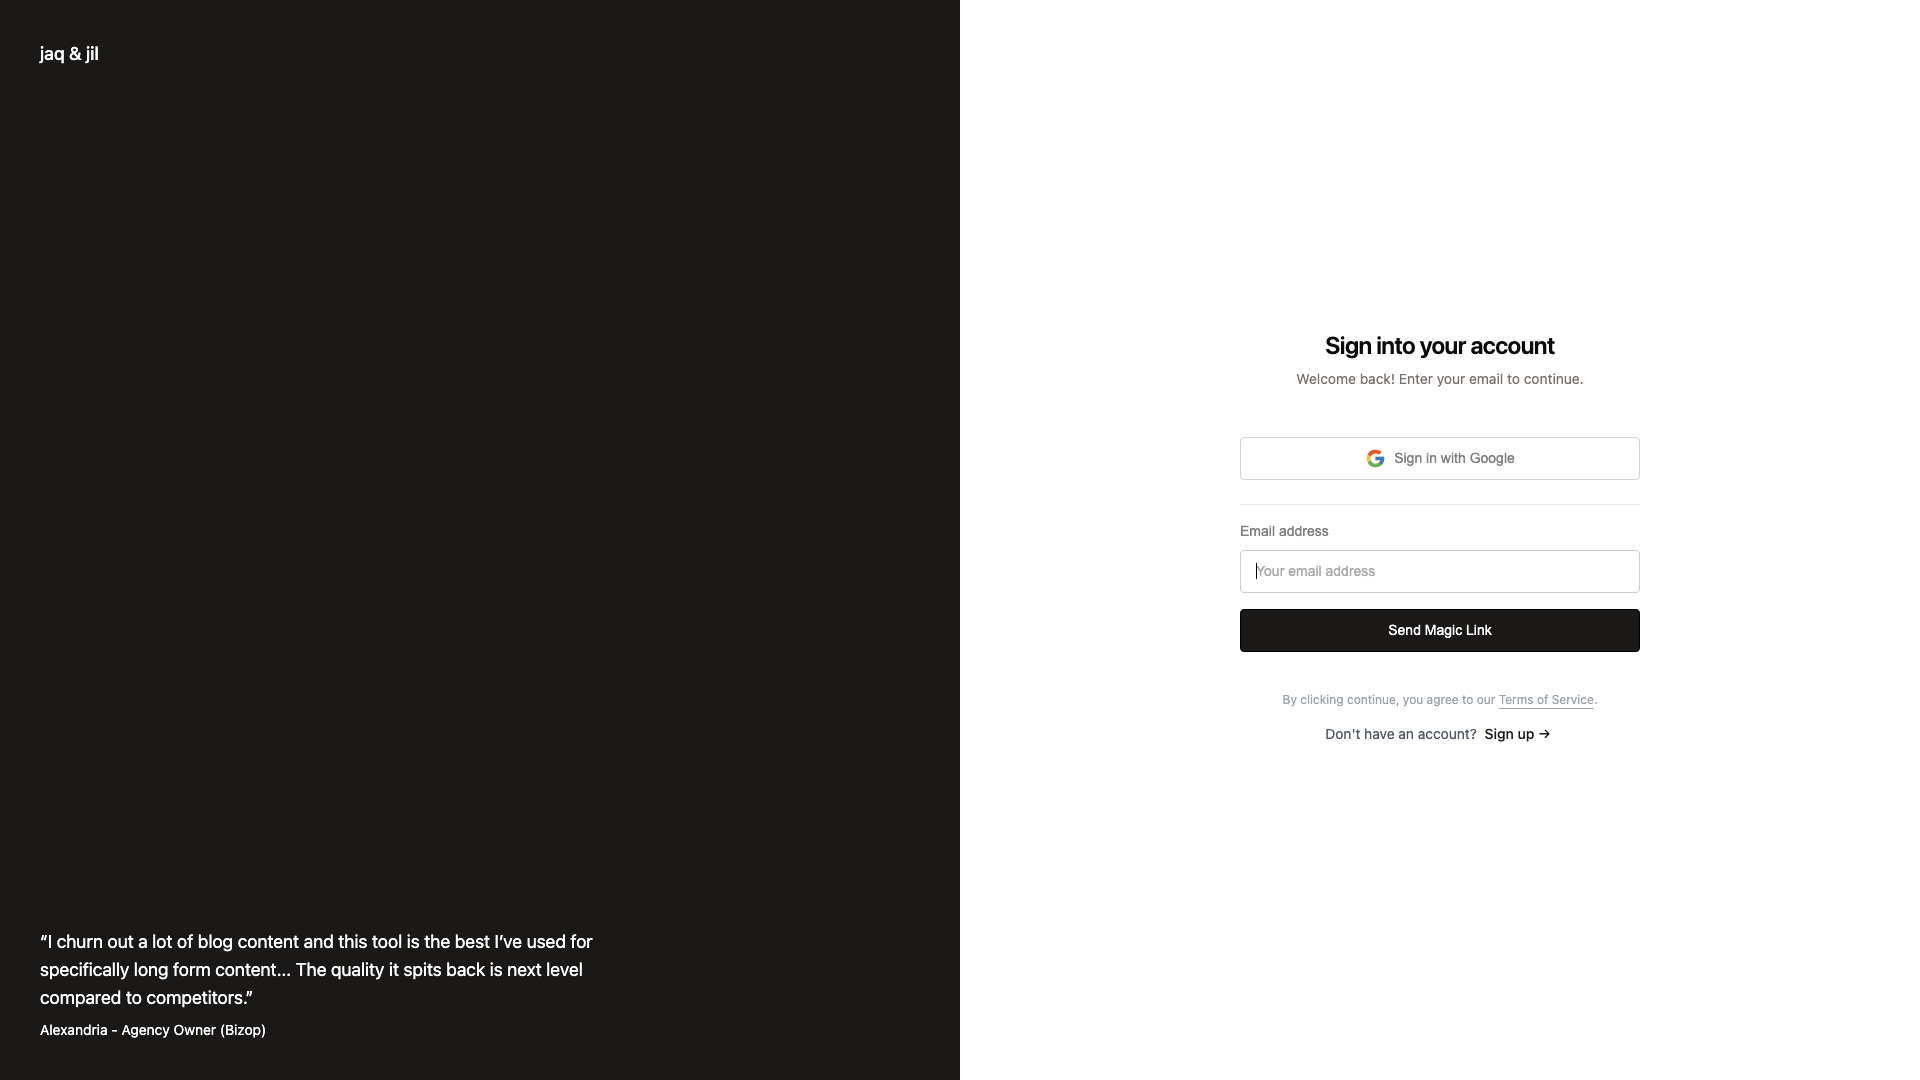 jaq & jil
“I churn out a lot of blog content and this tool is the best I’ve used for
specifically long form content... The quality it spits back is next level
compared to competitors.”
Alexandria - Agency Owner (Bizop)
Sign into your account
Welcome back! Enter your email to continue.
Sign in with Google
Email address
Your email address
Send Magic Link
By clicking continue, you agree to our Terms of Service.
Don't have an account? Sign up →